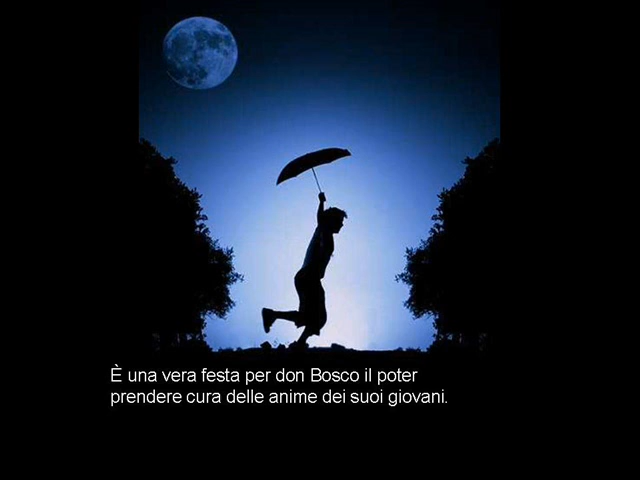 È una vera festa per don Bosco il poter
prendere cura delle anime dei suoi giovani.